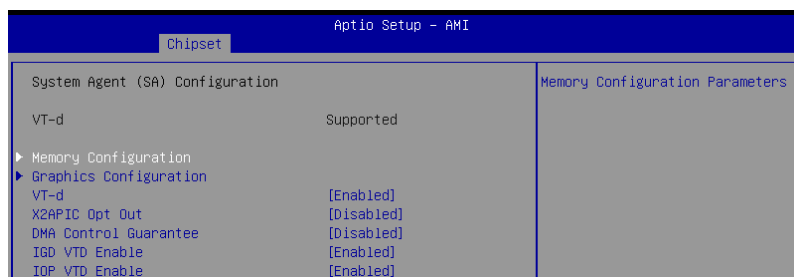 Aptio Setup – AMI
Chipset
System Agent (SA) Configuration
Memory Configuration Parameters
VT-d Supported
Memory Configuration
Graphics Configuration
VT-d [Enabled]
X2APIC Opt Out [Disabled]
DMA Control Guarantee [Disabled]
IGD VTD Enable [Enabled]
IOP VTD Enable [Enabled]